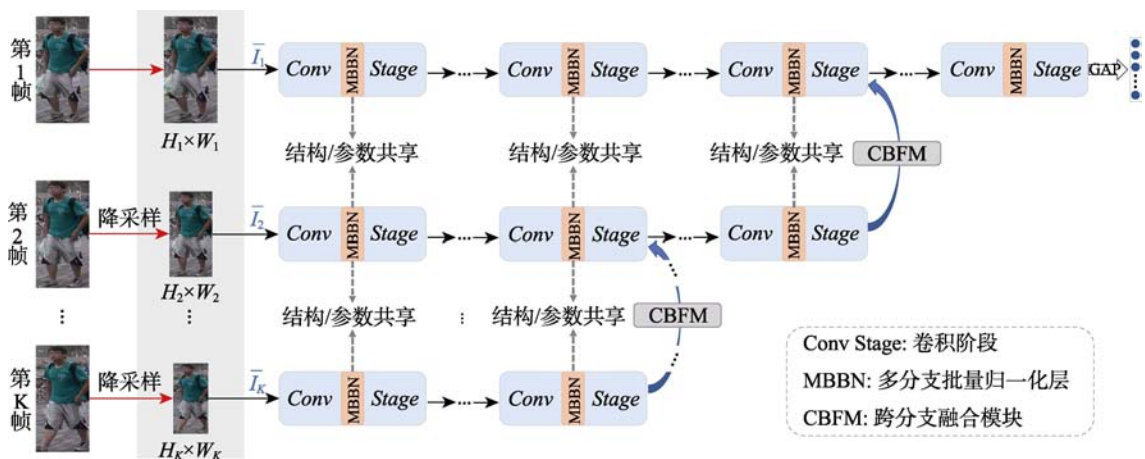 第1帧
H₁×W₁
Ī₁
Conv MBBN Stage
...
Conv MBBN Stage
...
Conv MBBN Stage
...
Conv MBBN Stage
GAP
结构/参数共享
结构/参数共享
结构/参数共享
CBFM
第2帧
降采样
H₂×W₂
Ī₂
Conv MBBN Stage
...
Conv MBBN Stage
...
Conv MBBN Stage
结构/参数共享
结构/参数共享
CBFM
第K帧
降采样
H_K×W_K
Ī_K
Conv MBBN Stage
...
Conv MBBN Stage
Conv Stage: 卷积阶段
MBBN: 多分支批量归一化层
CBFM: 跨分支融合模块